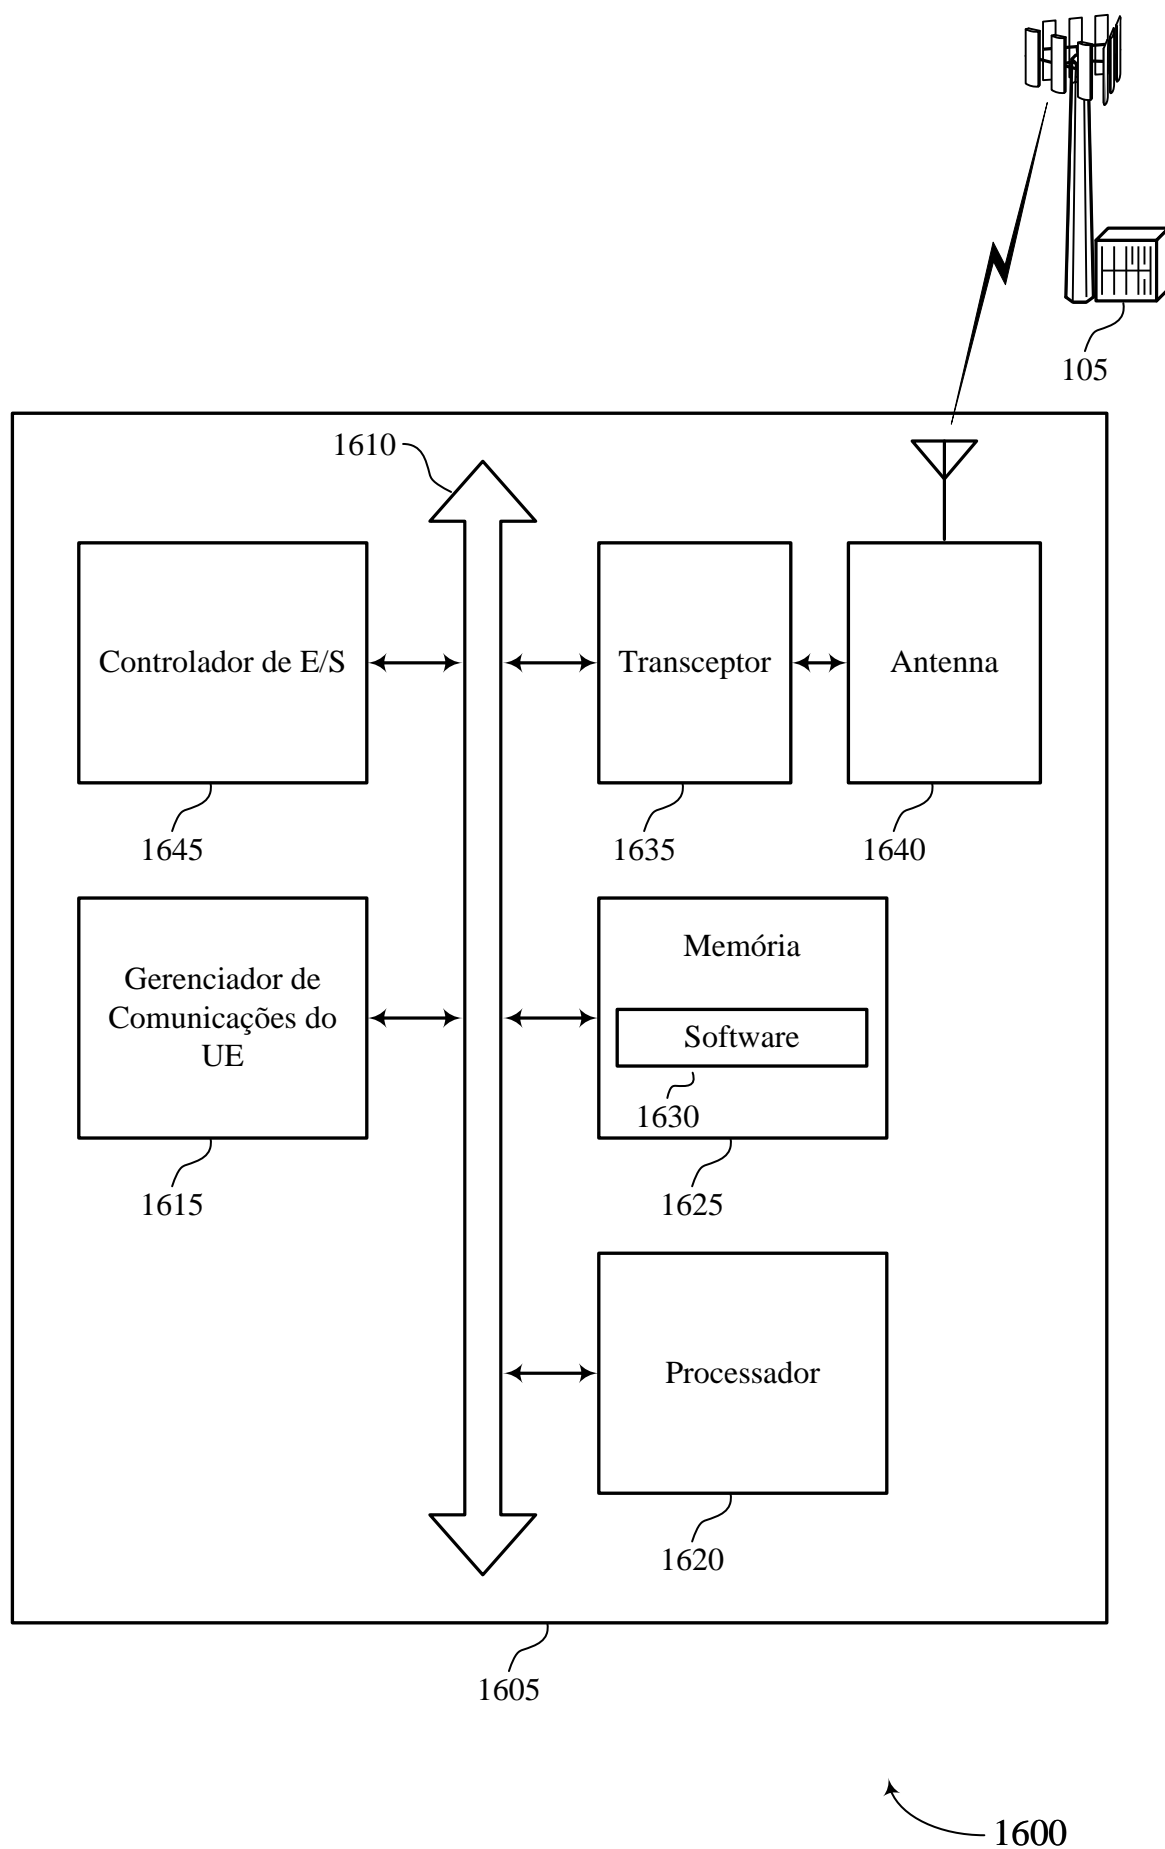 105
1610
Controlador de E/S
Transceptor
Antenna
1645
1635
1640
Gerenciador de
Comunicações do
UE
Memória
Software
1630
1615
1625
Processador
1620
1605
1600